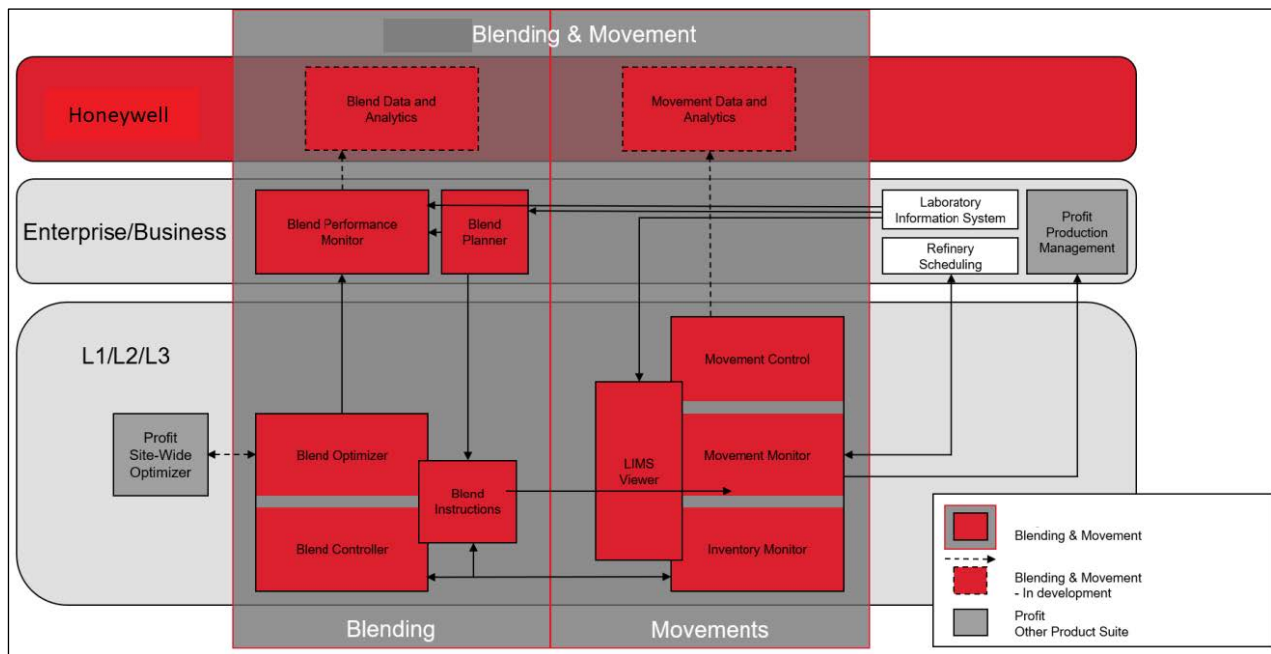 Blending & Movement
Honeywell
Blend Data and
Analytics
Movement Data and
Analytics
Enterprise/Business
Blend Performance
Monitor
Blend
Planner
Laboratory
Information System
Refinery
Scheduling
Profit
Production
Management
L1/L2/L3
Profit
Site-Wide
Optimizer
Blend Optimizer
Blend
Instructions
Blend Controller
LIMS
Viewer
Movement Control
Movement Monitor
Inventory Monitor
Blending & Movement
Blending & Movement
- In development
Profit
Other Product Suite
Blending
Movements